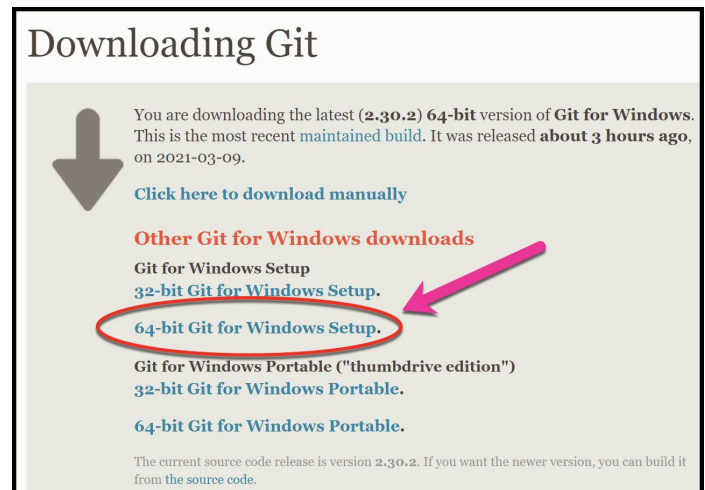 Downloading Git
You are downloading the latest (2.30.2) 64-bit version of Git for Windows.
This is the most recent maintained build. It was released about 3 hours ago,
on 2021-03-09.
Click here to download manually
Other Git for Windows downloads
Git for Windows Setup
32-bit Git for Windows Setup.
64-bit Git for Windows Setup.
Git for Windows Portable ("thumbdrive edition")
32-bit Git for Windows Portable.
64-bit Git for Windows Portable.
The current source code release is version 2.30.2. If you want the newer version, you can build it
from the source code.